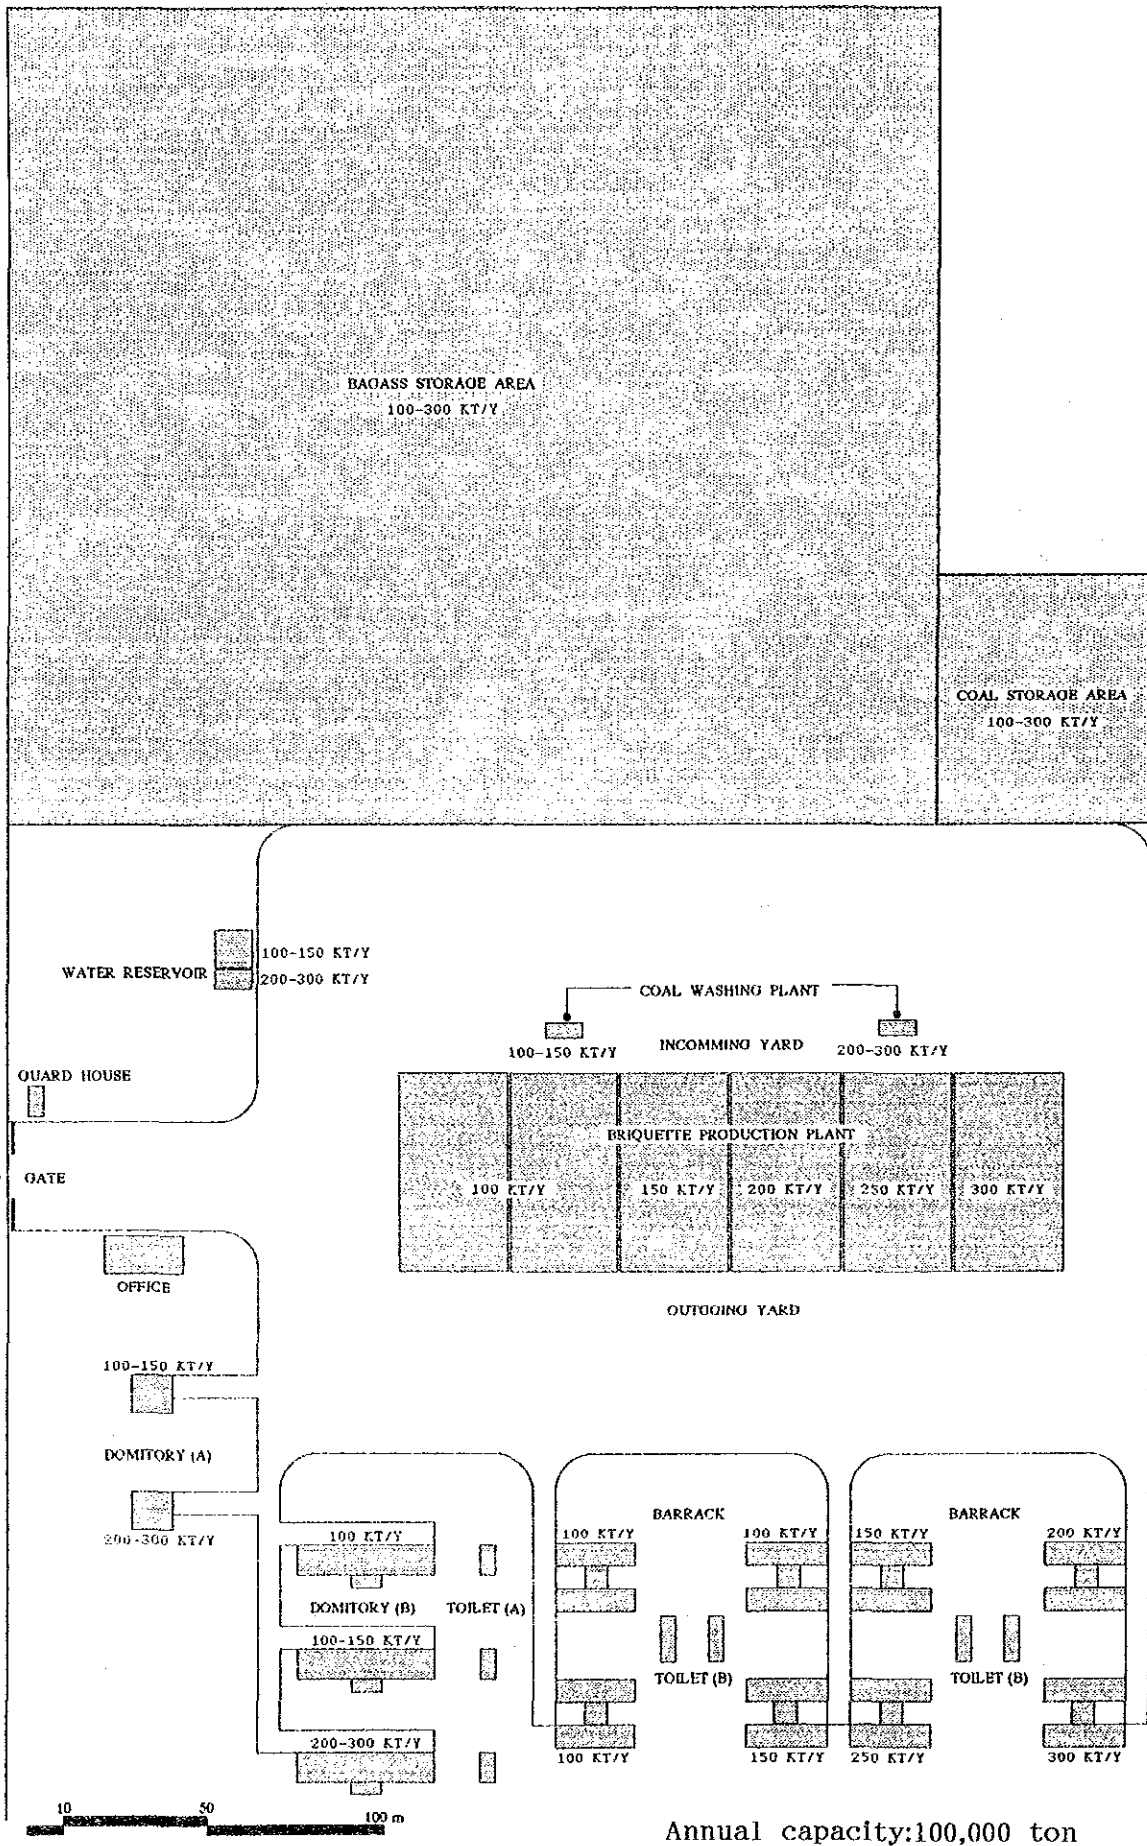 BAGASS STORAGE AREA
100-300 KT/Y
COAL STORAGE AREA
100-300 KT/Y
100-150 KT/Y
WATER RESERVOIR
200-300 KT/Y
COAL WASHING PLANT
100-150 KT/Y
INCOMMING YARD
200-300 KT/Y
GUARD HOUSE
BRIQUETTE PRODUCTION PLANT
GATE
100 KT/Y
150 KT/Y
200 KT/Y
250 KT/Y
300 KT/Y
OFFICE
OUTGOING YARD
100-150 KT/Y
DOMITORY (A)
200-300 KT/Y
BARRACK
BARRACK
100 KT/Y
100 KT/Y
100 KT/Y
150 KT/Y
200 KT/Y
DOMITORY (B)
TOILET (A)
100-150 KT/Y
TOILET (B)
TOILET (B)
200-300 KT/Y
100 KT/Y
150 KT/Y
250 KT/Y
300 KT/Y
10
50
100 m
Annual capacity:100,000 ton